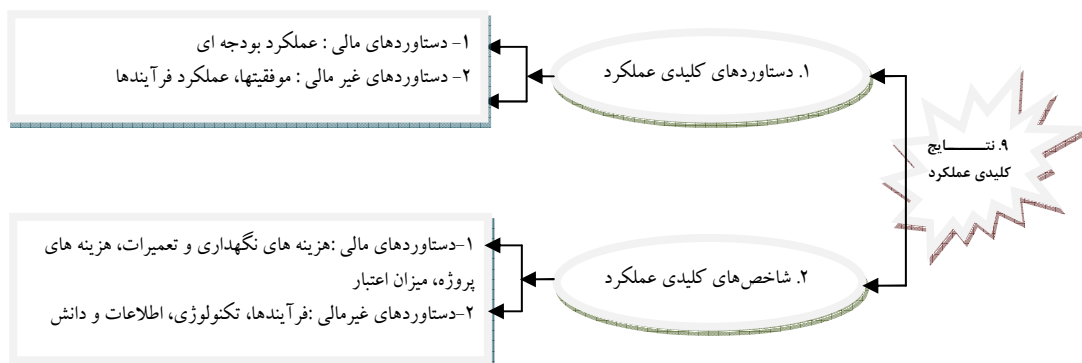 ۹. نتـــــــایج
کلیدی عملکرد
۱. دستاوردهای کلیدی عملکرد
۱- دستاوردهای مالی : عملکرد بودجه ای
۲- دستاوردهای غیر مالی : موفقیتها، عملکرد فرآیندها
۲. شاخص‌های کلیدی عملکرد
۱-دستاوردهای مالی :هزینه های نگهداری و تعمیرات، هزینه های
پروژه، میزان اعتبار
۲-دستاوردهای غیرمالی :فرآیندها، تکنولوژی، اطلاعات و دانش